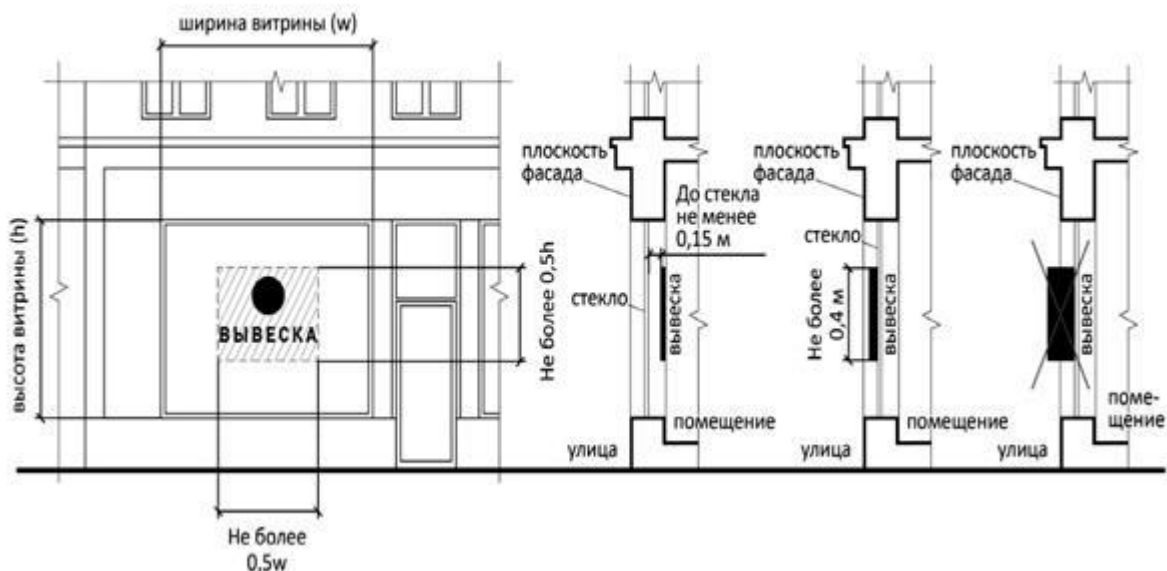 ширина витрины (w)
высота витрины (h)
ВЫВЕСКА
Не более 0,5h
Не более
0,5w
плоскость
фасада
До стекла
не менее
0,15 м
стекло
вывеска
помещение
улица
плоскость
фасада
стекло
Не более
0,4 м
вывеска
помещение
улица
плоскость
фасада
вывеска
поме-
щение
улица